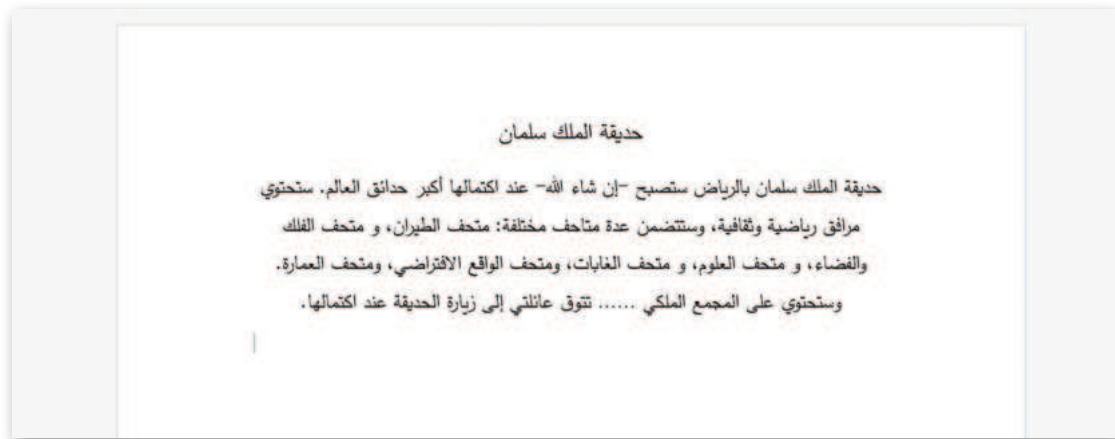 حديقة الملك سلمان
حديقة الملك سلمان بالرياض ستصبح -إن شاء الله- عند اكتمالها أكبر حدائق العالم. ستحتوي
مرافق رياضية وثقافية، وستتضمن عدة متاحف مختلفة: متحف الطيران، و متحف الفلك
والفضاء، و متحف العلوم، و متحف الغابات، ومتحف الواقع الافتراضي، ومتحف العمارة.
وستحتوي على المجمع الملكي ...... تتوق عائلتي إلى زيارة الحديقة عند اكتمالها.